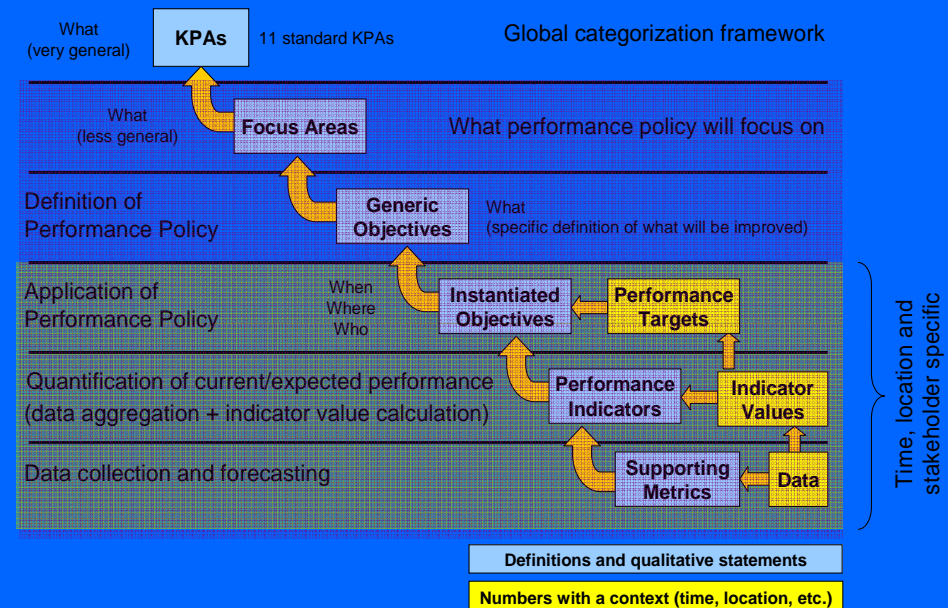 What
(very general)
KPAs
11 standard KPAs
Global categorization framework
What
(less general)
Focus Areas
What performance policy will focus on
Definition of
Performance Policy
Generic
Objectives
What
(specific definition of what will be improved)
Application of
Performance Policy
When
Where
Who
Instantiated
Objectives
Performance
Targets
Quantification of current/expected performance
(data aggregation + indicator value calculation)
Performance
Indicators
Indicator
Values
Data collection and forecasting
Supporting
Metrics
Data
Time, location and
stakeholder specific
Definitions and qualitative statements
Numbers with a context (time, location, etc.)